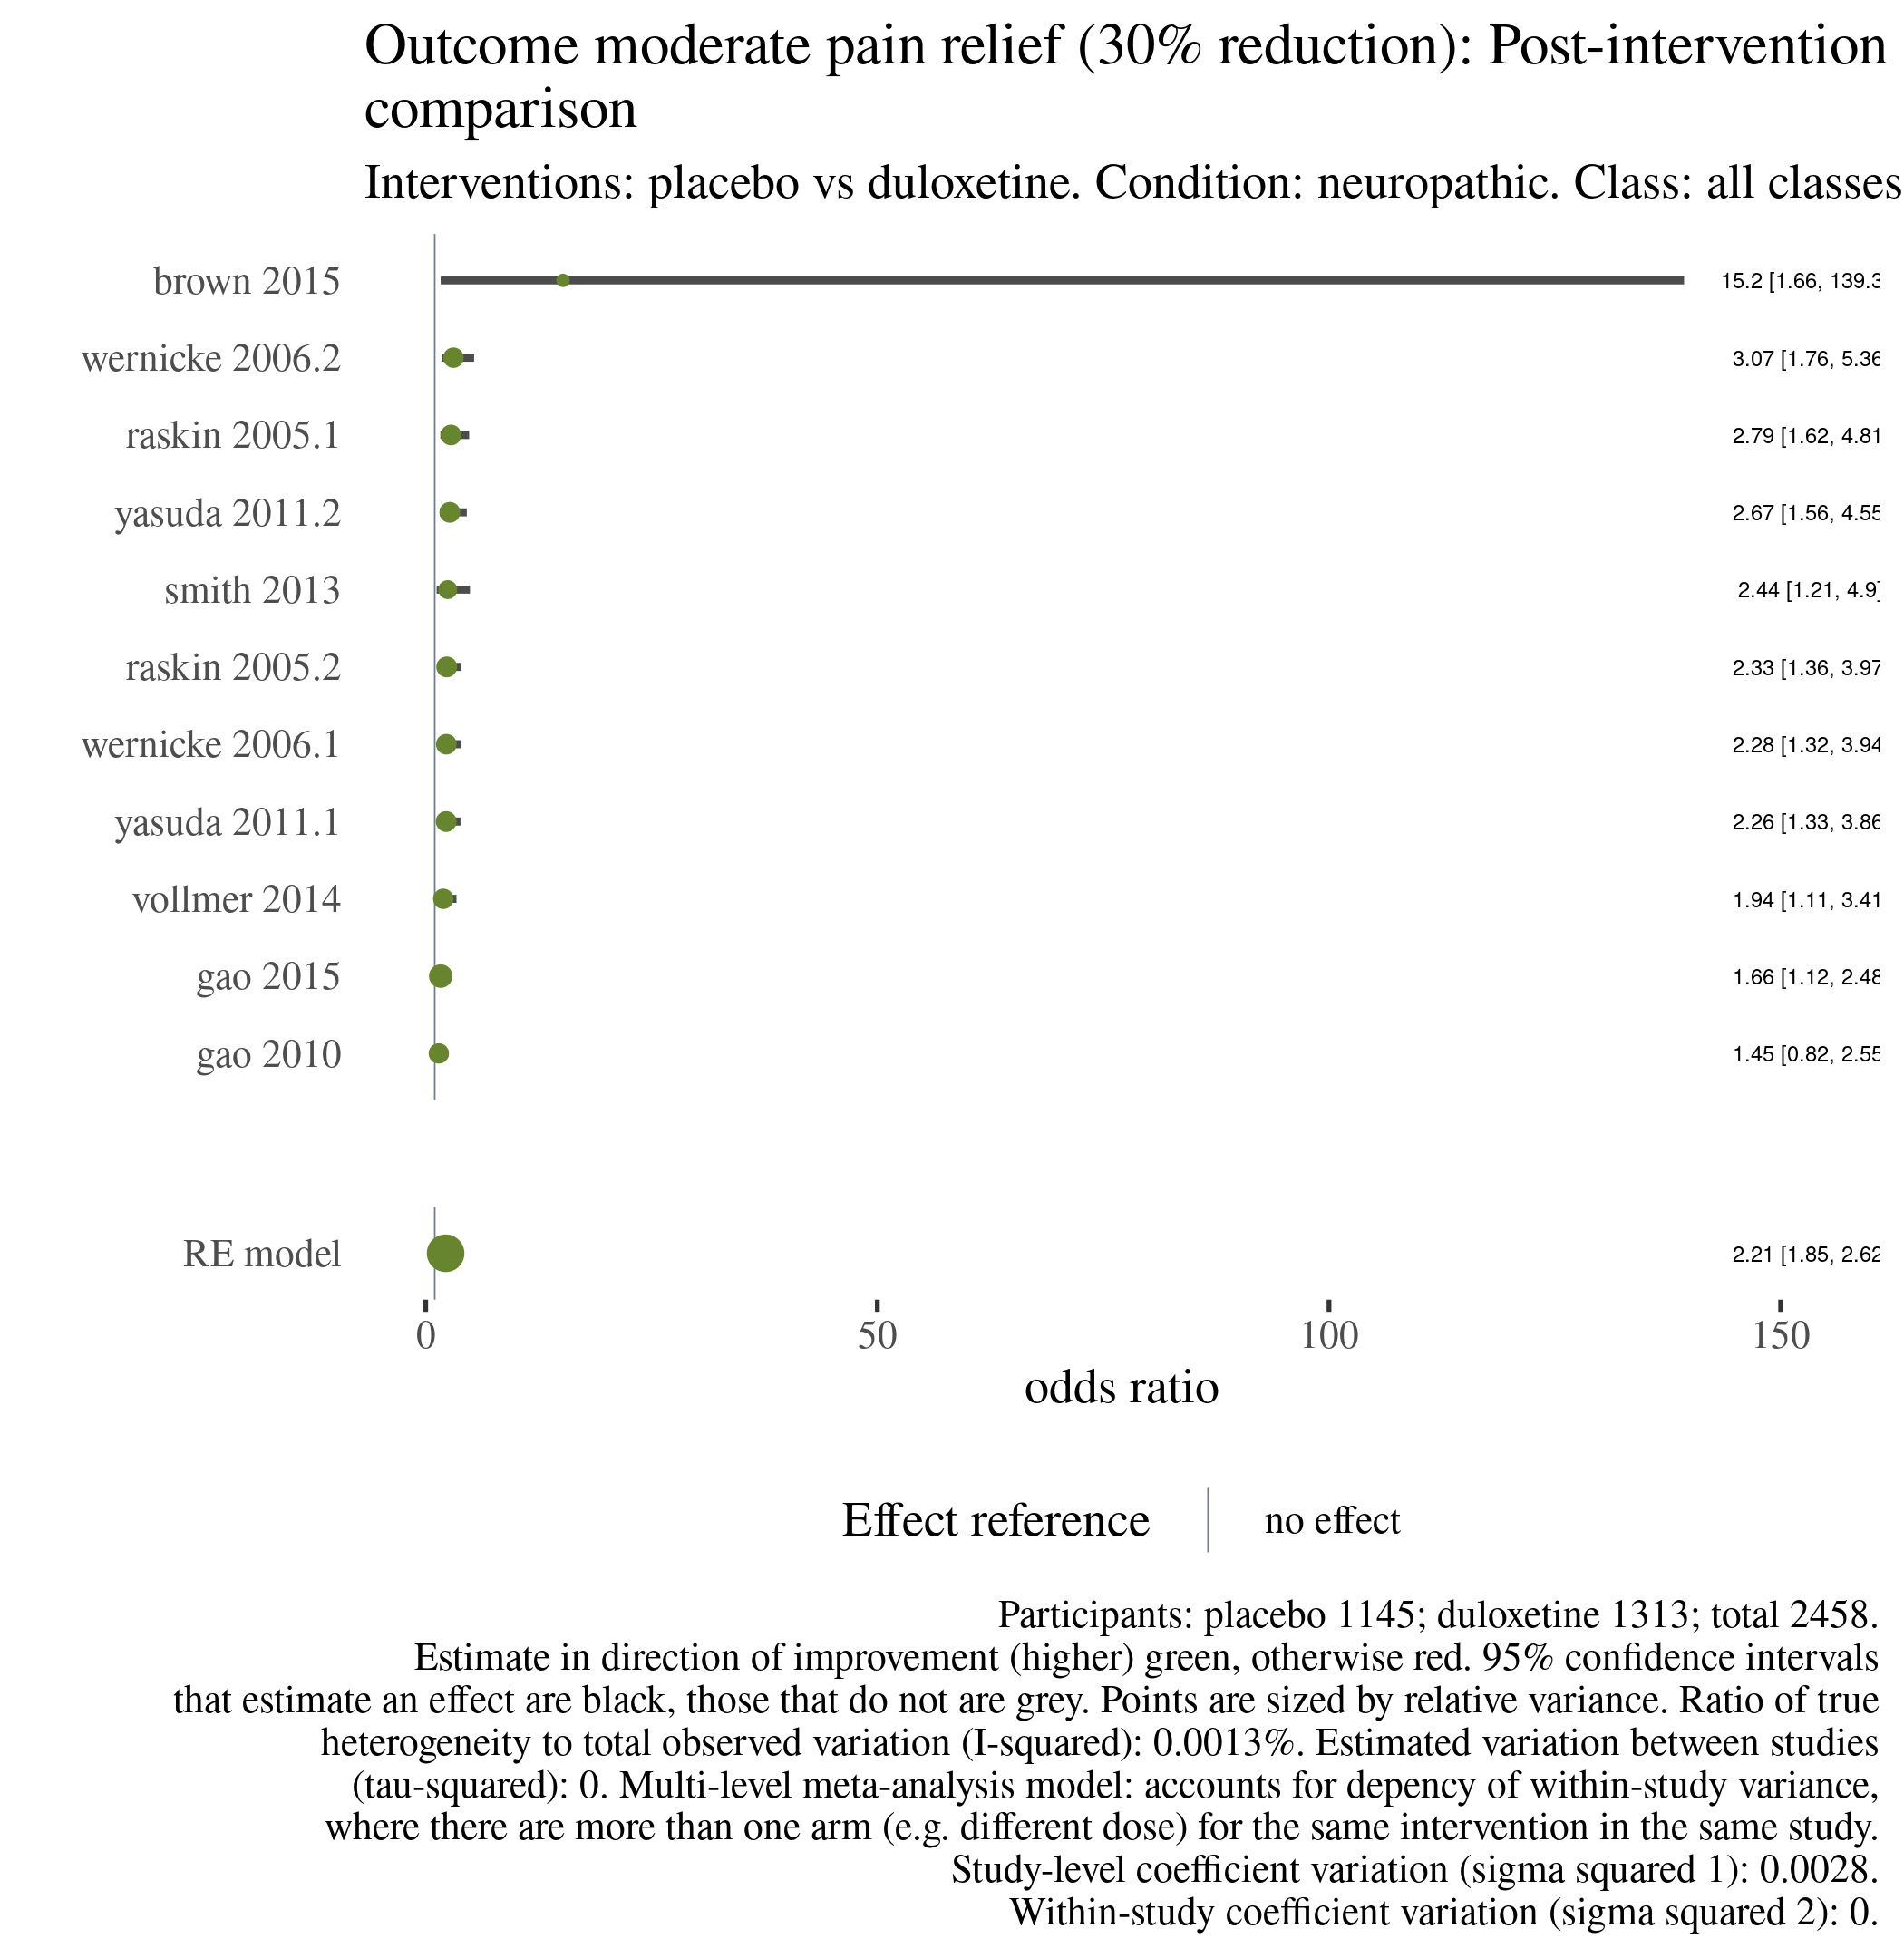 Outcome moderate pain relief (30% reduction): Post-intervention
comparison
Interventions: placebo vs duloxetine. Condition: neuropathic. Class: all classes
brown 2015 15.2 [1.66, 139.3
wernicke 2006.2 3.07 [1.76, 5.36
raskin 2005.1 2.79 [1.62, 4.81
yasuda 2011.2 2.67 [1.56, 4.55
smith 2013 2.44 [1.21, 4.9]
raskin 2005.2 2.33 [1.36, 3.97
wernicke 2006.1 2.28 [1.32, 3.94
yasuda 2011.1 2.26 [1.33, 3.86
vollmer 2014 1.94 [1.11, 3.41
gao 2015 1.66 [1.12, 2.48
gao 2010 1.45 [0.82, 2.55
RE model 2.21 [1.85, 2.62
0 50 100 150
odds ratio
Effect reference no effect
Participants: placebo 1145; duloxetine 1313; total 2458.
Estimate in direction of improvement (higher) green, otherwise red. 95% confidence intervals
that estimate an effect are black, those that do not are grey. Points are sized by relative variance. Ratio of true
heterogeneity to total observed variation (I-squared): 0.0013%. Estimated variation between studies
(tau-squared): 0. Multi-level meta-analysis model: accounts for depency of within-study variance,
where there are more than one arm (e.g. different dose) for the same intervention in the same study.
Study-level coefficient variation (sigma squared 1): 0.0028.
Within-study coefficient variation (sigma squared 2): 0.